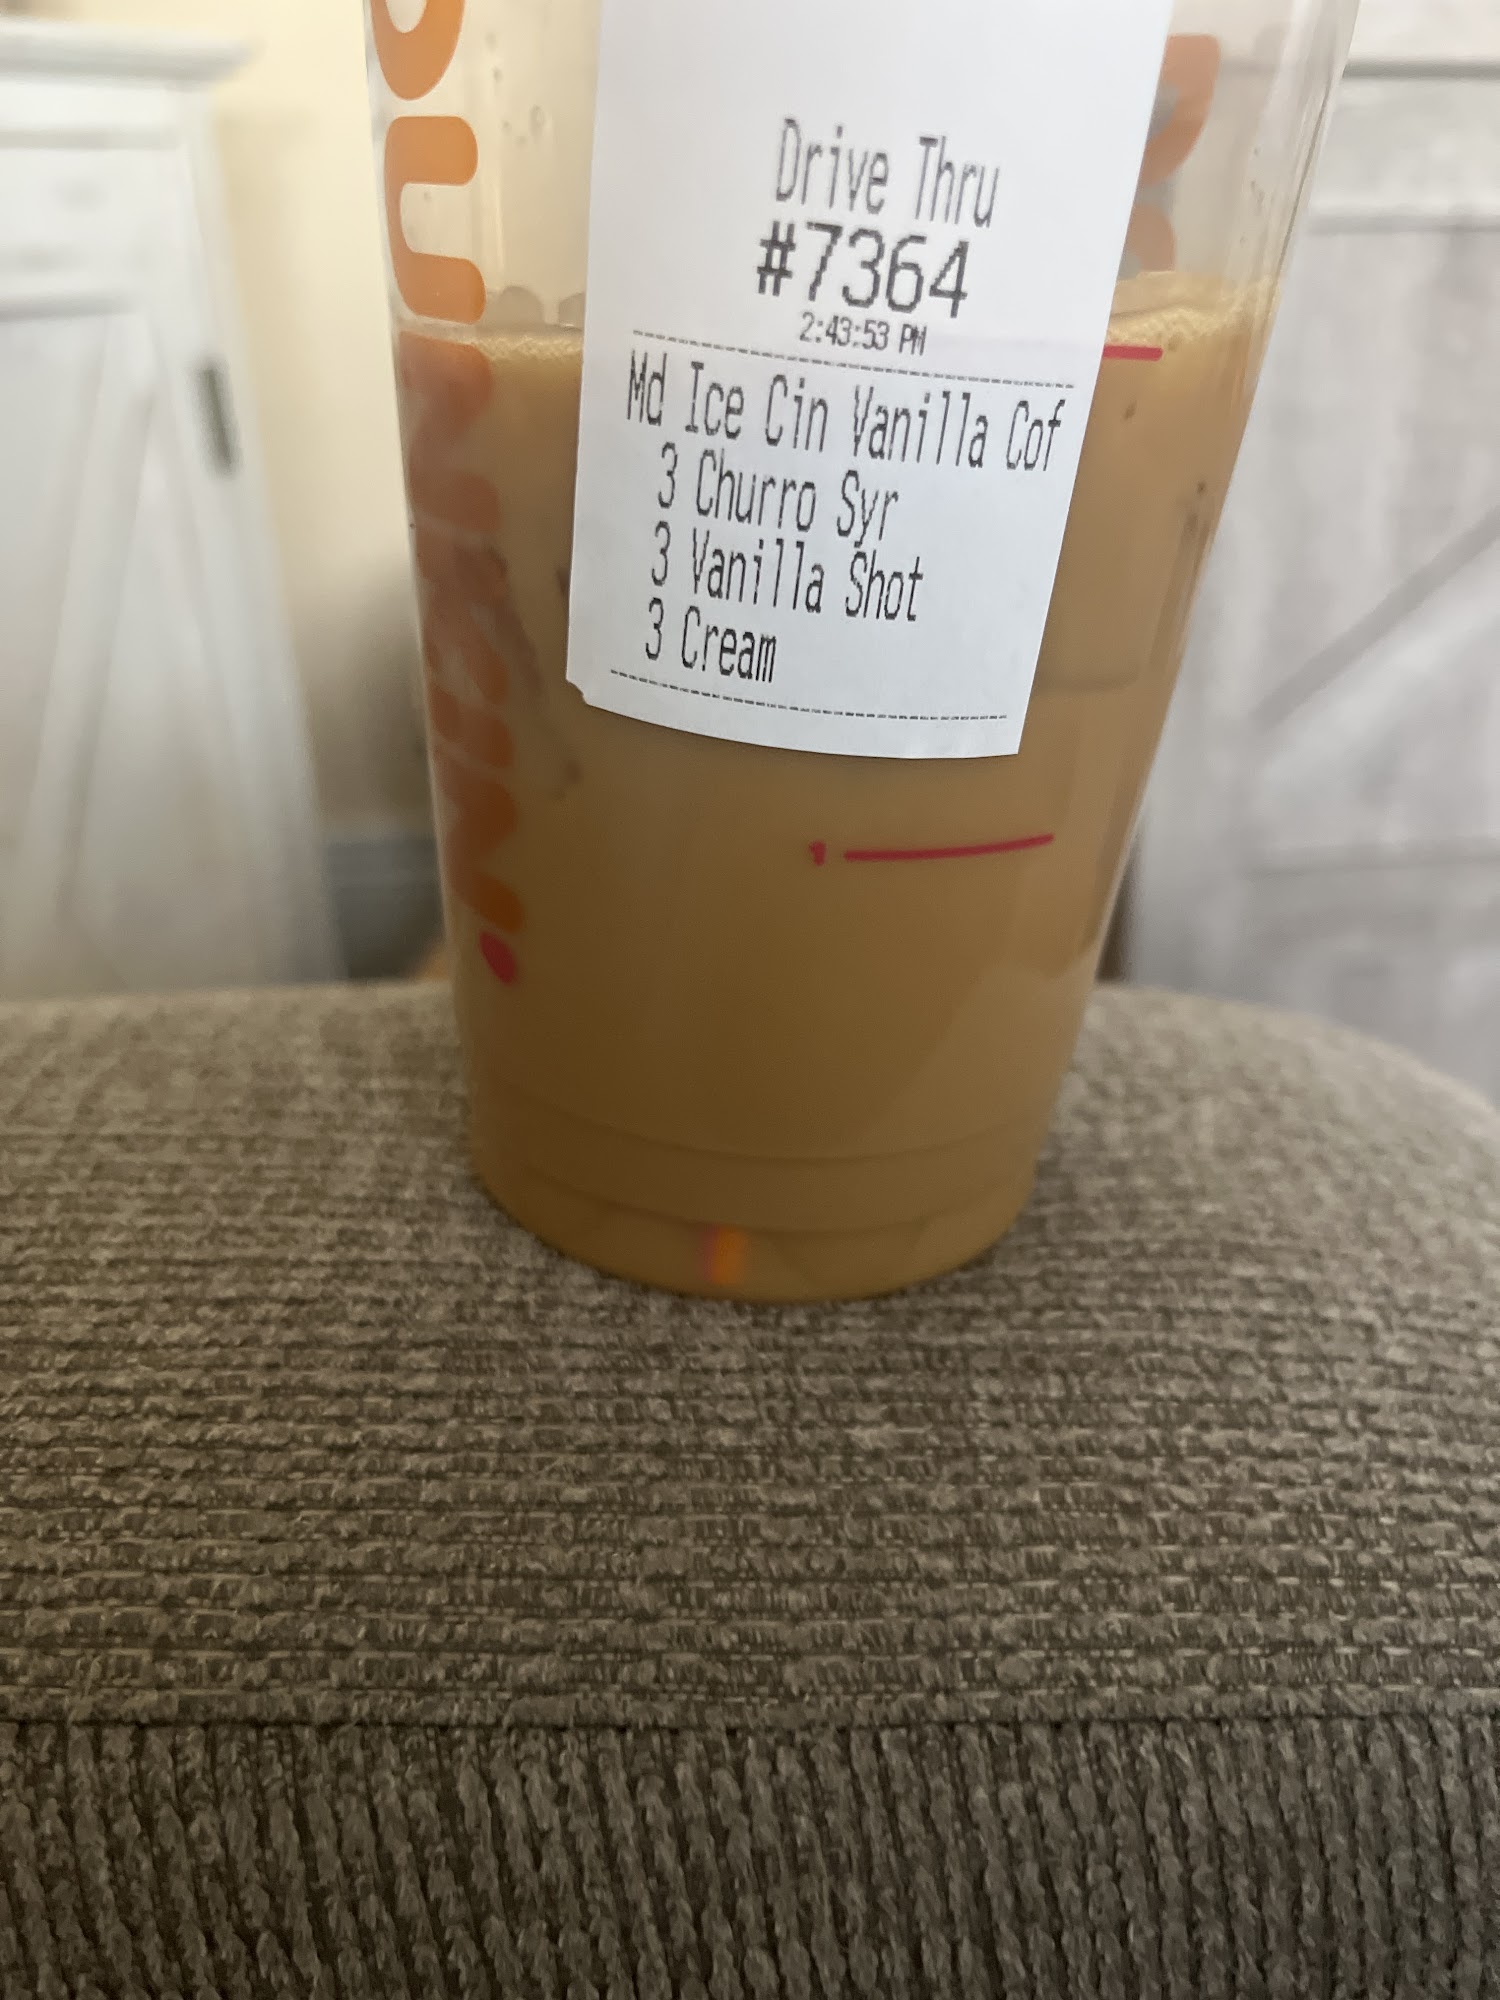 Drive Thru
#7364
2:43:53 PM
Md Ice Cin Vanilla Cof
3 Churro Syr
3 Vanilla Shot
3 Cream
1